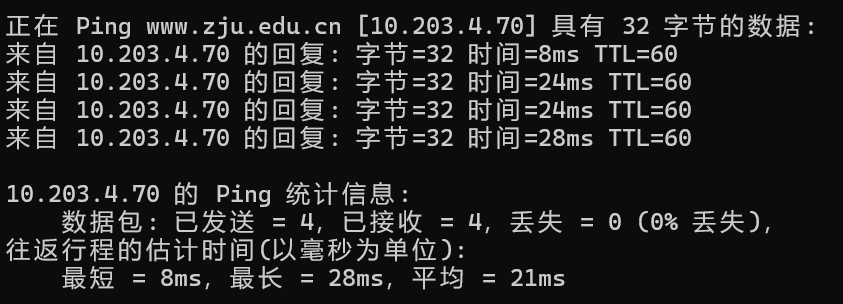 正在 Ping www.zju.edu.cn [10.203.4.70] 具有 32 字节的数据:
来自 10.203.4.70 的回复: 字节=32 时间=8ms TTL=60
来自 10.203.4.70 的回复: 字节=32 时间=24ms TTL=60
来自 10.203.4.70 的回复: 字节=32 时间=24ms TTL=60
来自 10.203.4.70 的回复: 字节=32 时间=28ms TTL=60
10.203.4.70 的 Ping 统计信息:
数据包: 已发送 = 4, 已接收 = 4, 丢失 = 0 (0% 丢失),
往返行程的估计时间(以毫秒为单位):
最短 = 8ms, 最长 = 28ms, 平均 = 21ms